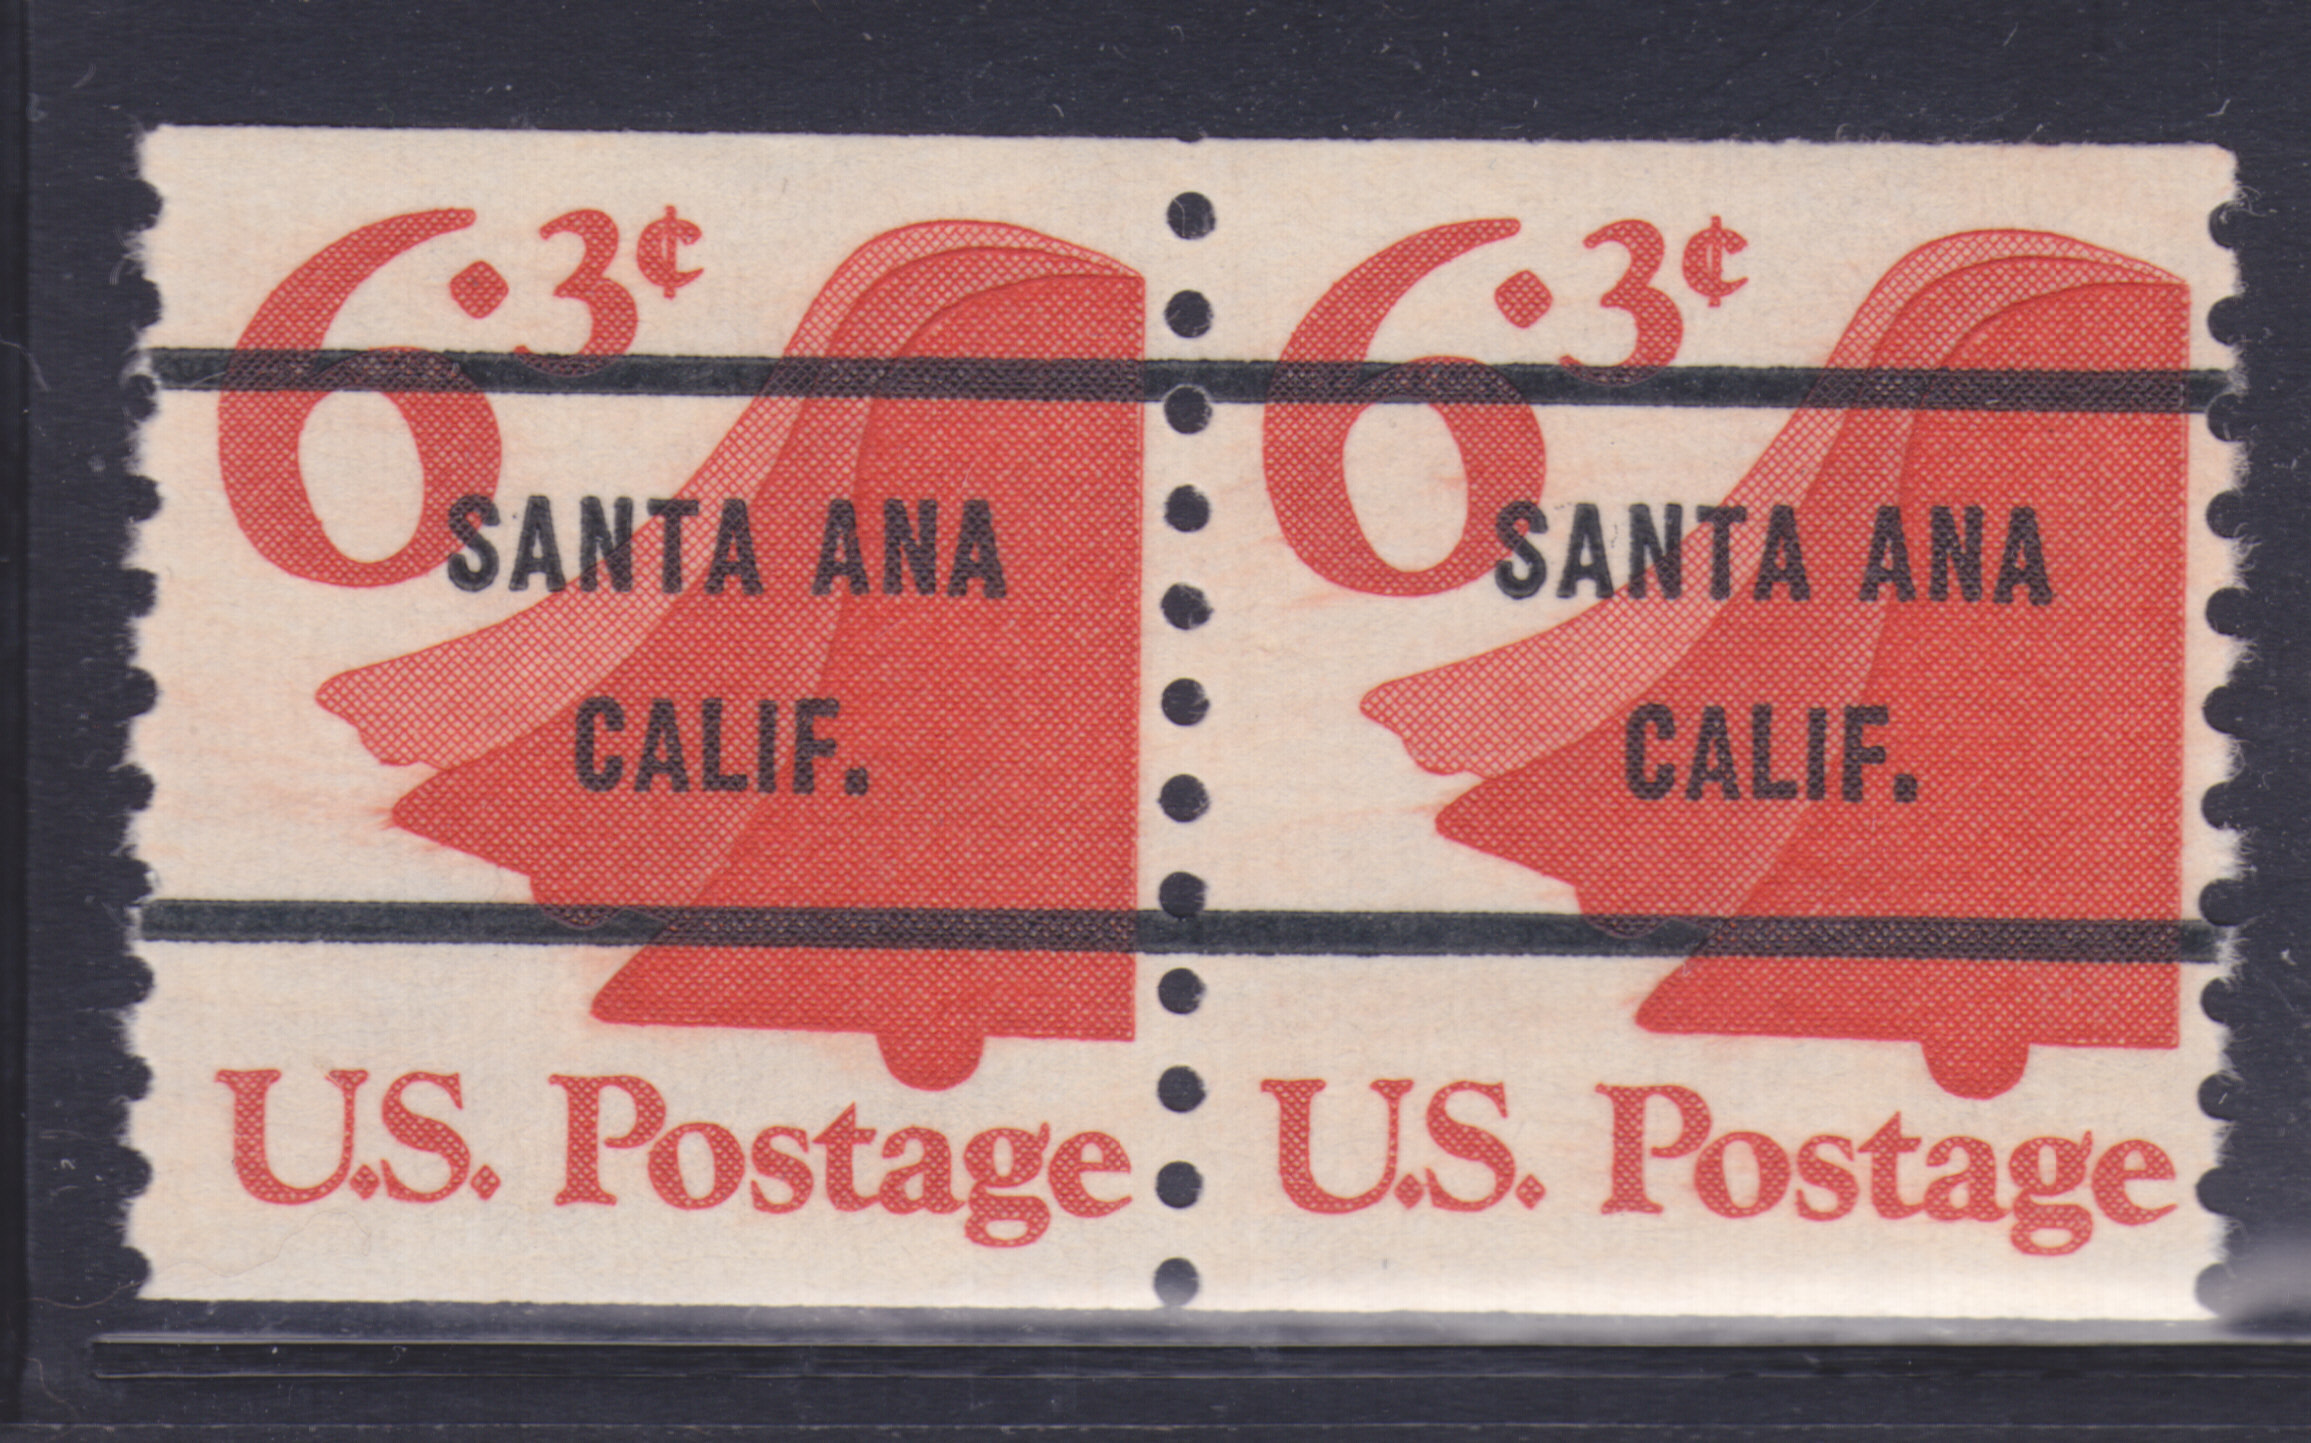 6.3¢ 6.3¢
SANTA ANA SANTA ANA
CALIF. CALIF.
U.S. Postage U.S. Postage